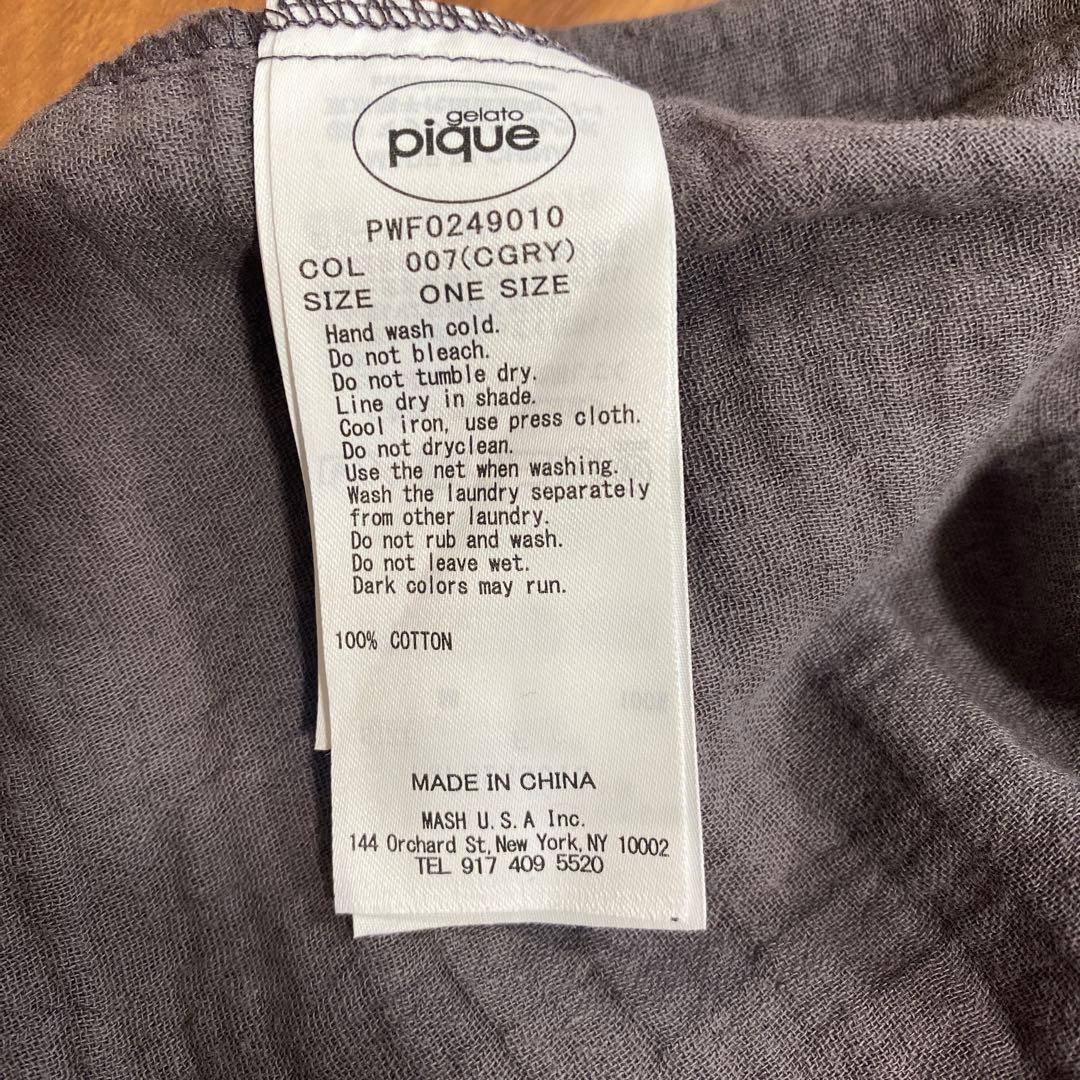 gelato
pique
PWF0249010
COL 007(CGRY)
SIZE ONE SIZE
Hand wash cold.
Do not bleach.
Do not tumble dry.
Line dry in shade.
Cool iron, use press cloth.
Do not dryclean.
Use the net when washing.
Wash the laundry separately
from other laundry.
Do not rub and wash.
Do not leave wet.
Dark colors may run.
100% COTTON
MADE IN CHINA
MASH U.S.A Inc.
144 Orchard St, New York, NY 10002
TEL 917 409 5520